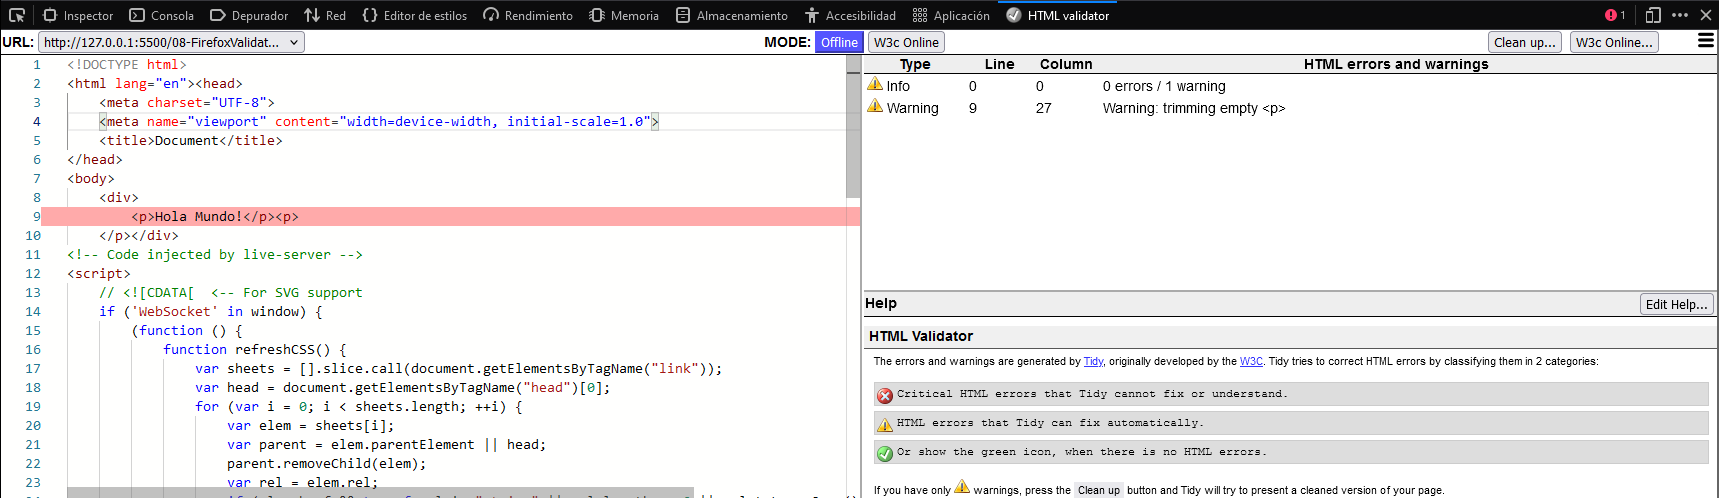 Inspector Consola Depurador Red Editor de estilos Rendimiento Memoria Almacenamiento Accesibilidad Aplicación HTML validator 1
URL: http://127.0.0.1:5500/08-FirefoxValidat... MODE: Offline W3c Online Clean up... W3c Online...
1 <!DOCTYPE html>
2 <html lang="en"><head>
3 <meta charset="UTF-8">
4 <meta name="viewport" content="width=device-width, initial-scale=1.0">
5 <title>Document</title>
6 </head>
7 <body>
8 <div>
9 <p>Hola Mundo!</p><p>
10 </p></div>
11 <!-- Code injected by live-server -->
12 <script>
13 // <![CDATA[  <-- For SVG support
14 if ('WebSocket' in window) {
15 (function () {
16 function refreshCSS() {
17 var sheets = [].slice.call(document.getElementsByTagName("link"));
18 var head = document.getElementsByTagName("head")[0];
19 for (var i = 0; i < sheets.length; ++i) {
20 var elem = sheets[i];
21 var parent = elem.parentElement || head;
22 parent.removeChild(elem);
23 var rel = elem.rel;
Type Line Column HTML errors and warnings
Info 0 0 0 errors / 1 warning
Warning 9 27 Warning: trimming empty <p>
Help Edit Help...
HTML Validator
The errors and warnings are generated by Tidy, originally developed by the W3C. Tidy tries to correct HTML errors by classifying them in 2 categories:
Critical HTML errors that Tidy cannot fix or understand.
HTML errors that Tidy can fix automatically.
Or show the green icon, when there is no HTML errors.
If you have only warnings, press the Clean up button and Tidy will try to present a cleaned version of your page.